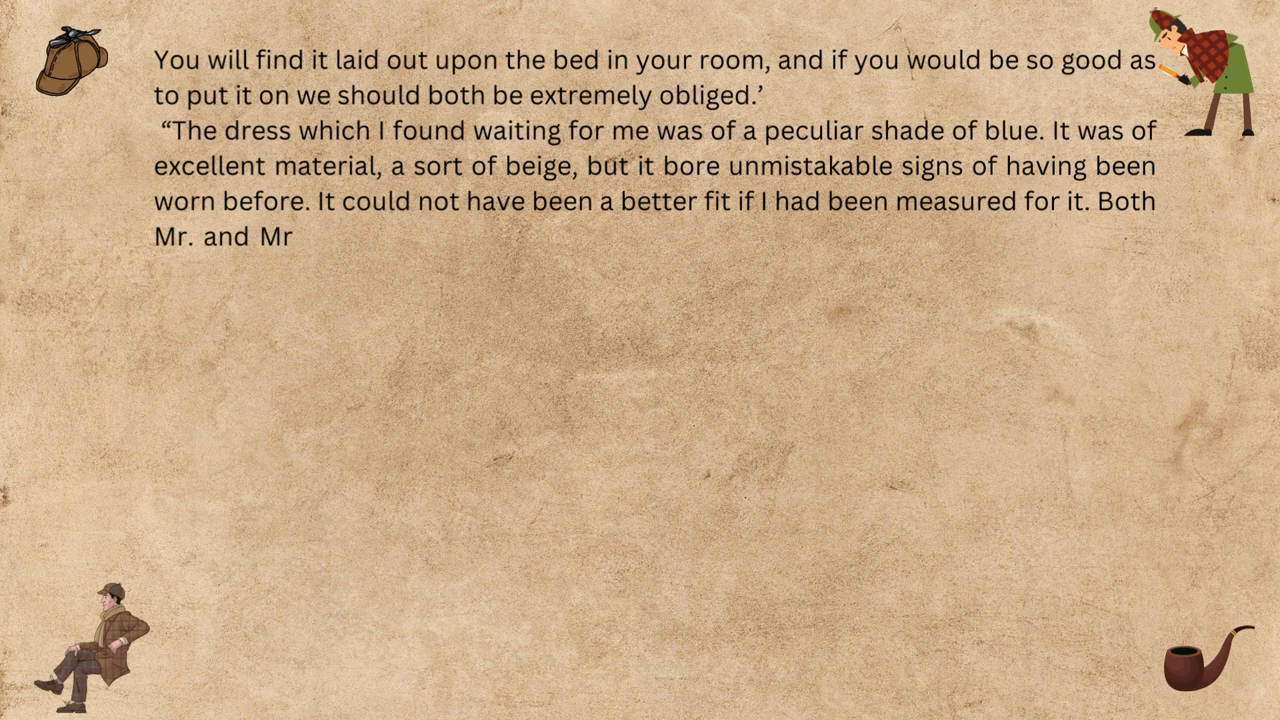 You will find it laid out upon the bed in your room, and if you would be so good as
to put it on we should both be extremely obliged.’
“The dress which I found waiting for me was of a peculiar shade of blue. It was of
excellent material, a sort of beige, but it bore unmistakable signs of having been
worn before. It could not have been a better fit if I had been measured for it. Both
Mr. and Mr